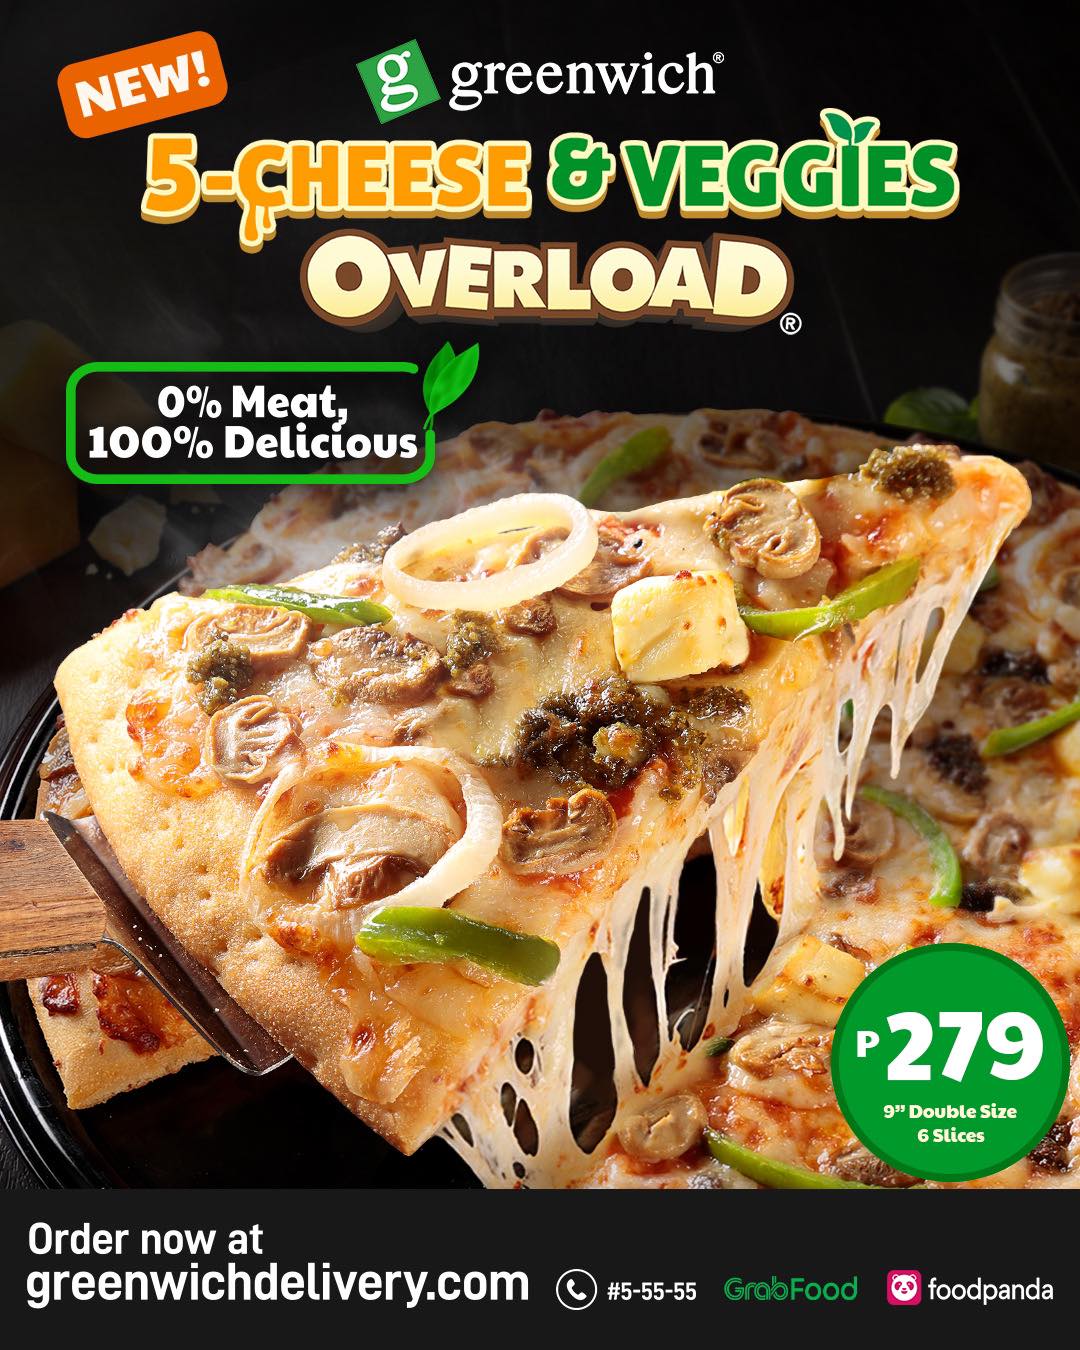 NEW!
g greenwich®
5-CHEESE & VEGGIES
OVERLOAD®
0% Meat,
100% Delicious
P279
9” Double Size
6 Slices
Order now at
greenwichdelivery.com
#5-55-55
GrabFood
foodpanda